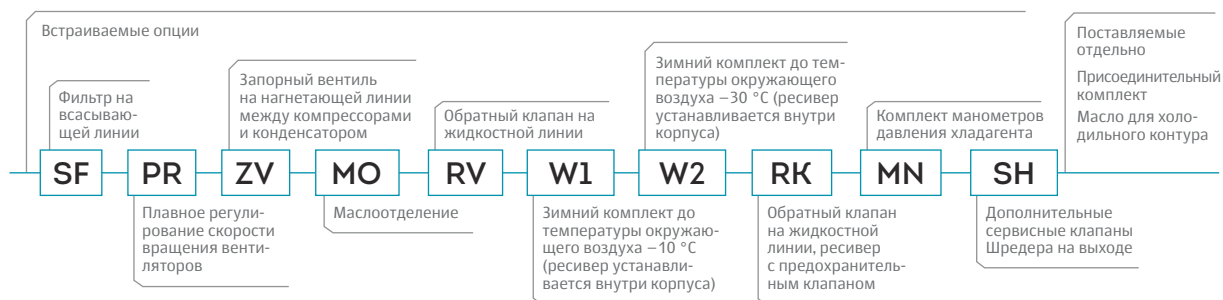 Встраиваемые опции
Фильтр на
всасываю-
щей линии
Запорный вентиль
на нагнетающей линии
между компрессорами
и конденсатором
Обратный клапан на
жидкостной линии
Зимний комплект до тем-
пературы окружающего
воздуха –30 °C (ресивер
устанавливается внутри
корпуса)
Комплект манометров
давления хладагента
Поставляемые
отдельно
Присоединительный
комплект
Масло для холо-
дильного контура
SF PR ZV MO RV W1 W2 RK MN SH
Плавное регули-
рование скорости
вращения венти-
ляторов
Маслоотделение
Зимний комплект до
температуры окружаю-
щего воздуха –10 °C
(ресивер устанавли-
вается внутри корпуса)
Обратный клапан
на жидкостной
линии, ресивер
с предохранитель-
ным клапаном
Дополнительные
сервисные клапаны
Шредера на выходе